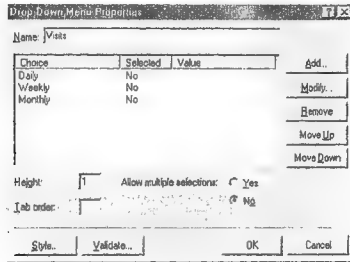 Drop-Down Menu Properties
Name: Visits
Choice Selected Value
Daily No
Weekly No
Monthly No
Add...
Modify...
Remove
Move Up
Move Down
Height: 1 Allow multiple selections: Yes
No
Tab order:
Style... Validate... OK Cancel